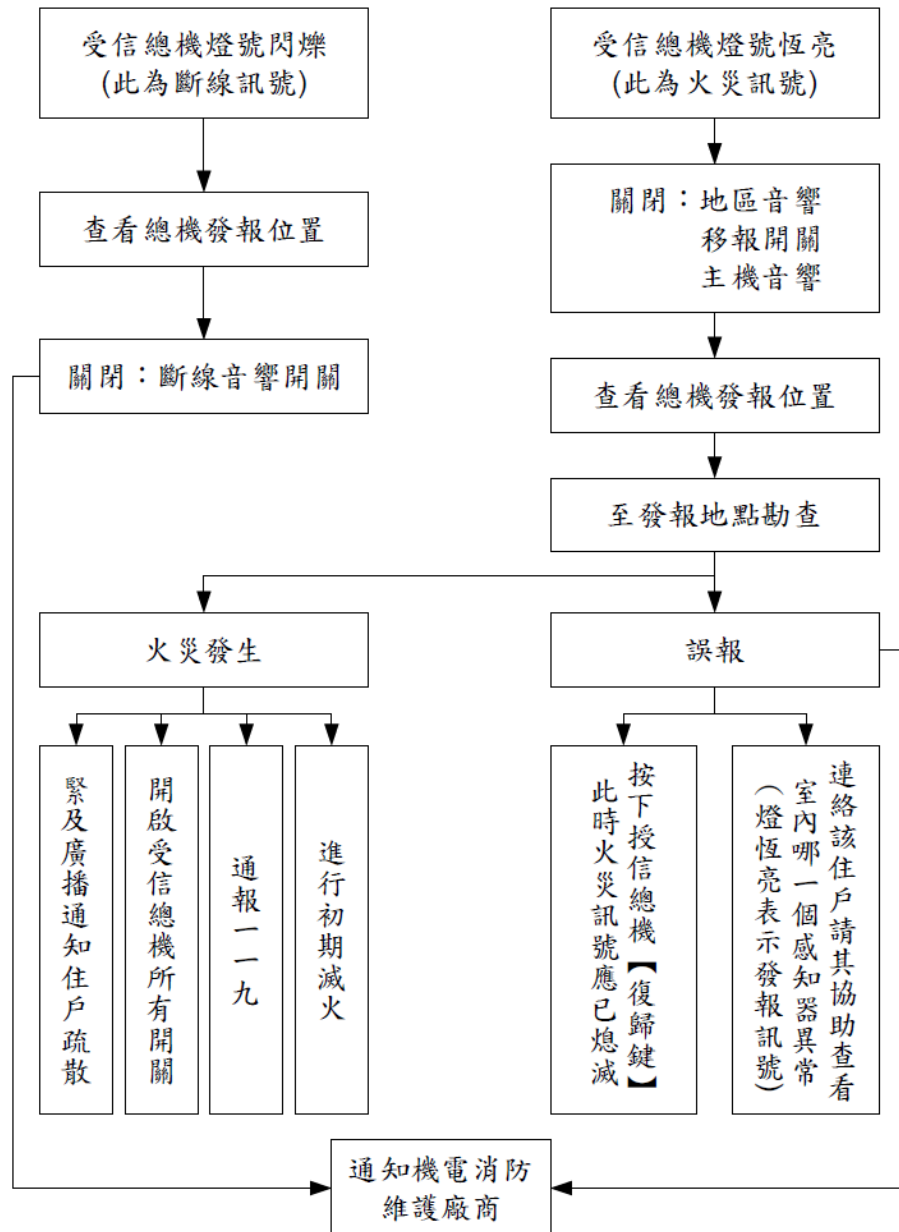 受信總機燈號閃爍
(此為斷線訊號)
查看總機發報位置
關閉：斷線音響開關
受信總機燈號恆亮
(此為火災訊號)
關閉：地區音響
移報開關
主機音響
查看總機發報位置
至發報地點勘查
火災發生
緊及廣播通知住戶疏散
開啟受信總機所有開關
通報一一九
進行初期滅火
誤報
按下授信總機【復歸鍵】
此時火災訊號應已熄滅
連絡該住戶請其協助查看
室內哪一個感知器異常
(燈恆亮表示發報訊號)
通知機電消防
維護廠商